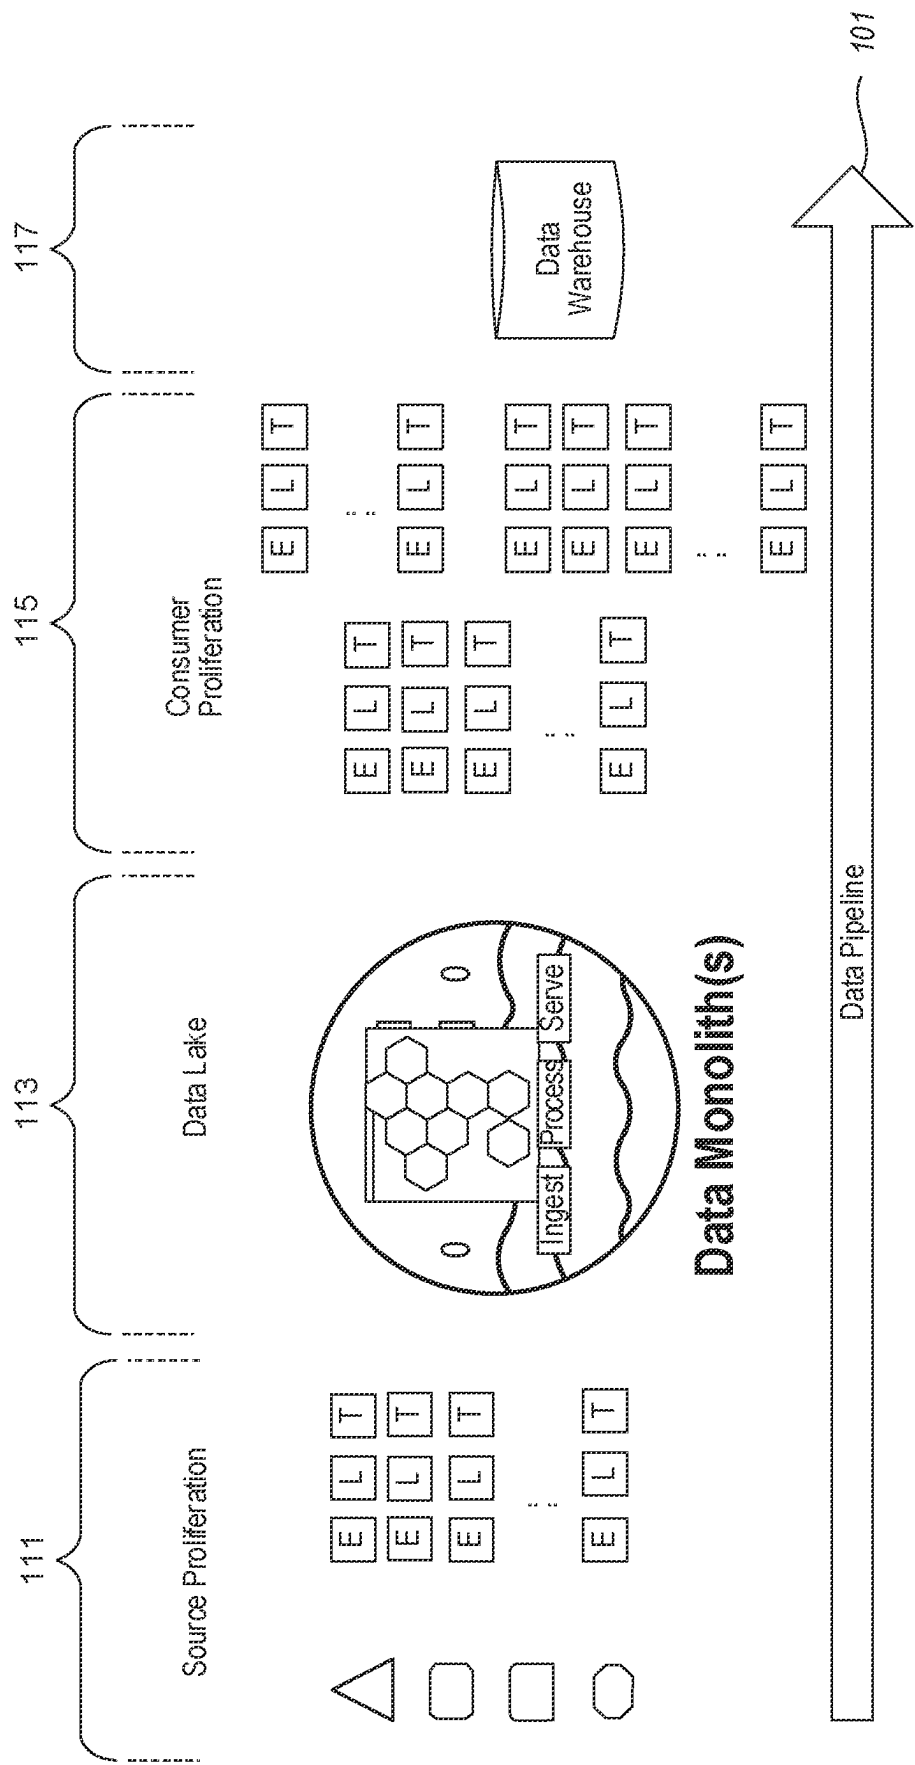 111
113
115
117
Source Proliferation
Data Lake
Consumer
Proliferation
E L T
E L T
E L T
E L T
Ingest
Process
Serve
Data Monolith(s)
E L T
E L T
E L T
E L T
E L T
E L T
E L T
E L T
E L T
E L T
Data
Warehouse
Data Pipeline
101